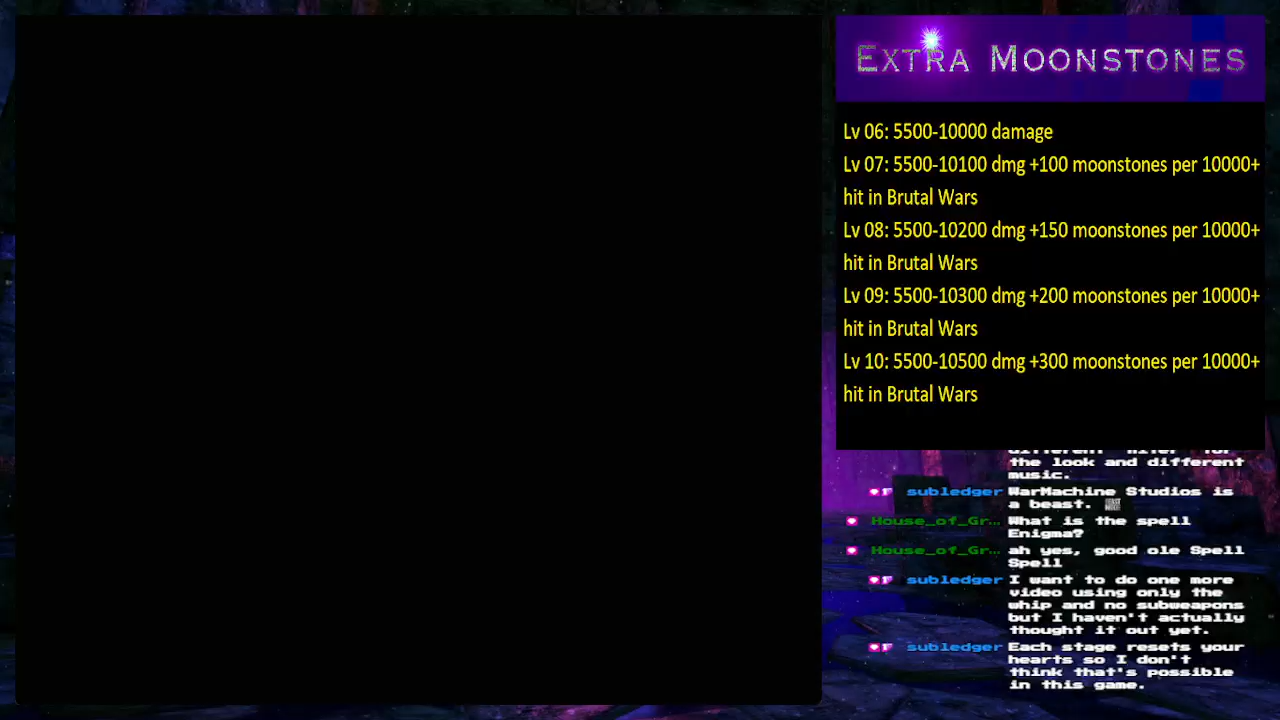 EXTRA MOONSTONES
Lv 06: 5500-10000 damage
Lv 07: 5500-10100 dmg +100 moonstones per 10000+
hit in Brutal Wars
Lv 08: 5500-10200 dmg +150 moonstones per 10000+
hit in Brutal Wars
Lv 09: 5500-10300 dmg +200 moonstones per 10000+
hit in Brutal Wars
Lv 10: 5500-10500 dmg +300 moonstones per 10000+
hit in Brutal Wars
the look and different
music.
subledger WarMachine Studios is
a beast.
House_of_Gr... What is the spell
Enigma?
House_of_Gr... ah yes, good ole Spell
Spell
subledger I want to do one more
video using only the
whip and no subweapons
but I haven't actually
thought it out yet.
subledger Each stage resets your
hearts so I don't
think that's possible
in this game.